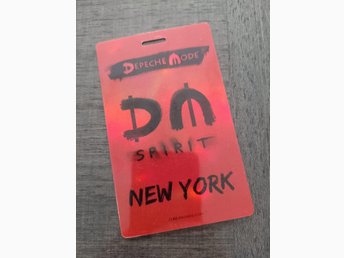 DEPECHE MODE
DM
SPIRIT
NEW YORK